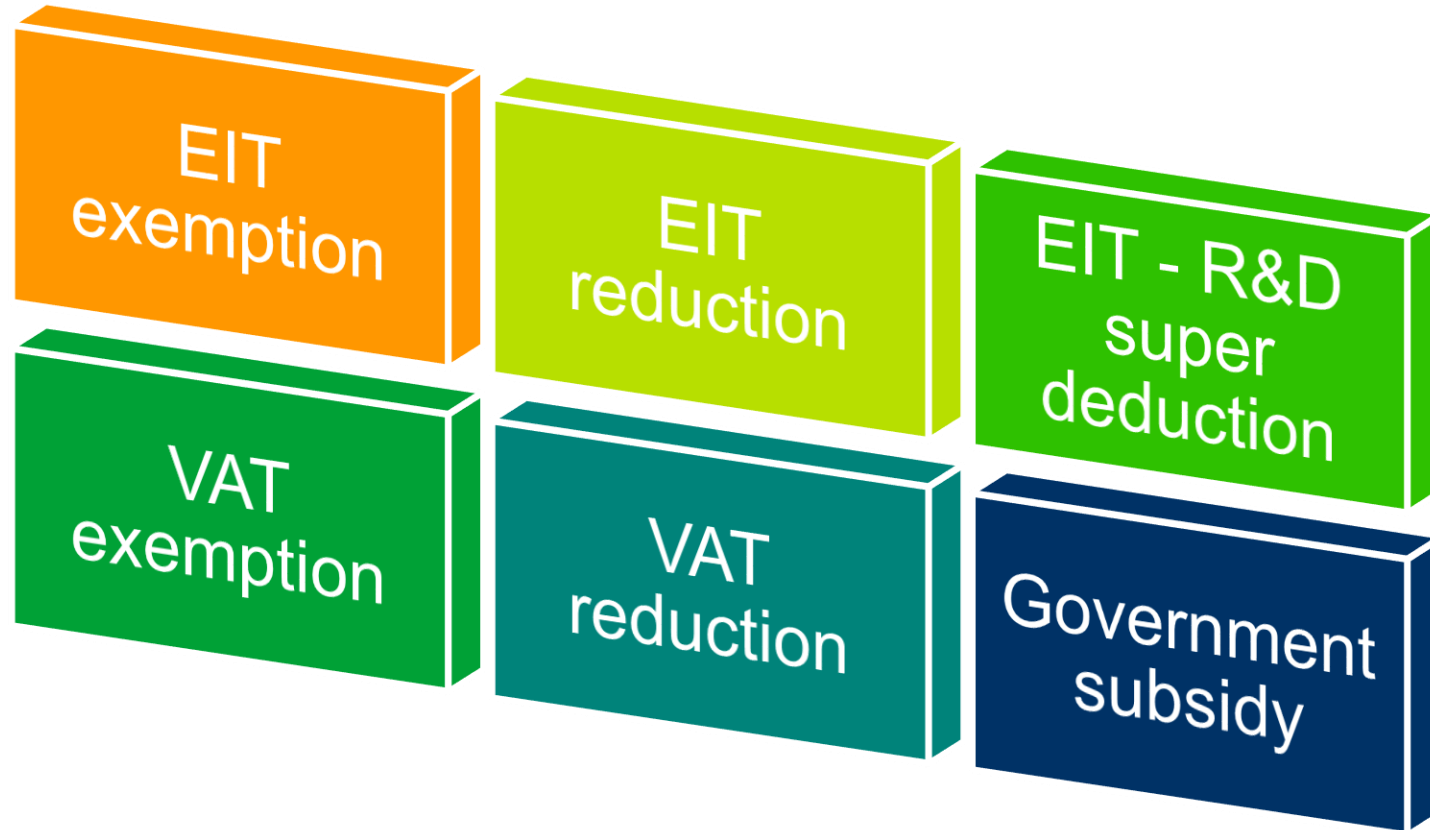 EIT
exemption
EIT
reduction
EIT - R&D
super
deduction
VAT
exemption
VAT
reduction
Government
subsidy